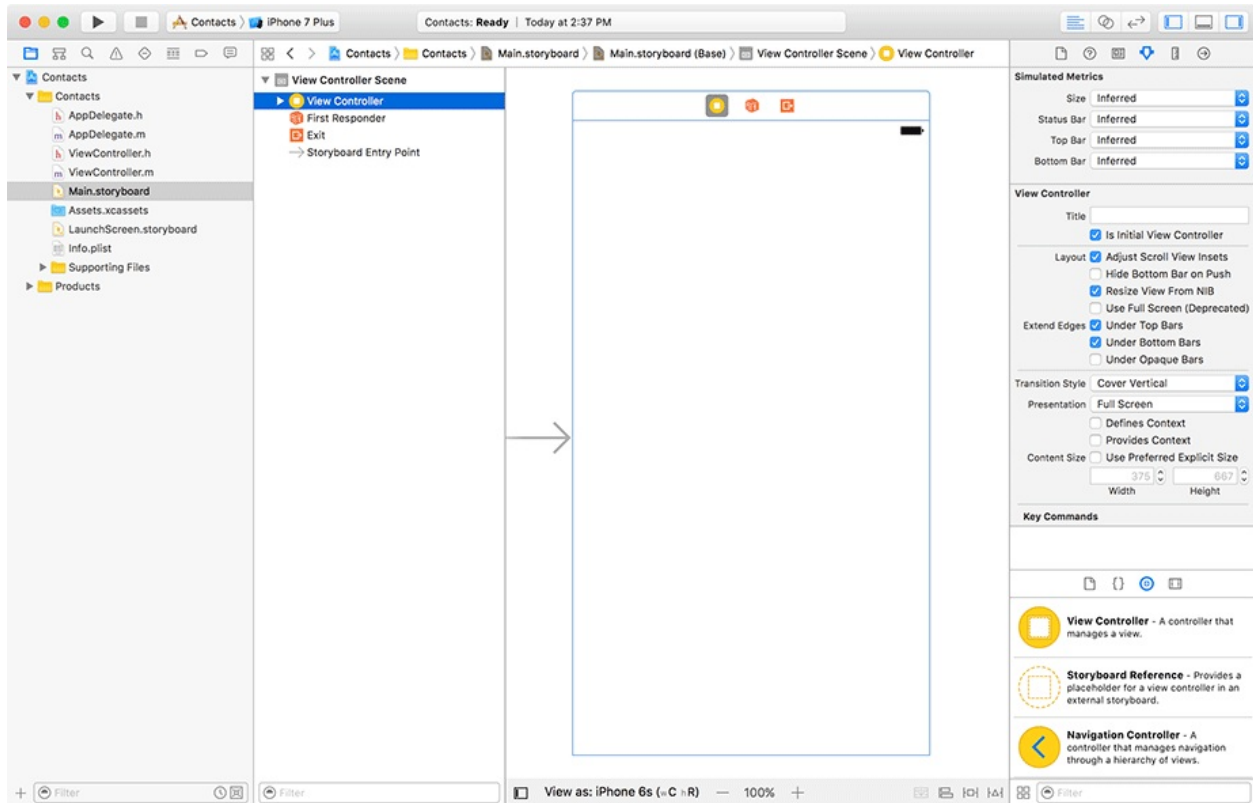 Contacts
iPhone 7 Plus
Contacts: Ready | Today at 2:37 PM
Contacts
Contacts
Main.storyboard
Main.storyboard (Base)
View Controller Scene
View Controller
Contacts
Contacts
h AppDelegate.h
m AppDelegate.m
h ViewController.h
m ViewController.m
Main.storyboard
Assets.xcassets
LaunchScreen.storyboard
Info.plist
Supporting Files
Products
Filter
View Controller Scene
View Controller
First Responder
Exit
Storyboard Entry Point
Filter
View as: iPhone 6s (wC hR) — 100% +
Simulated Metrics
Size Inferred
Status Bar Inferred
Top Bar Inferred
Bottom Bar Inferred
View Controller
Title
Is Initial View Controller
Layout Adjust Scroll View Insets
Hide Bottom Bar on Push
Resize View From NIB
Use Full Screen (Deprecated)
Extend Edges Under Top Bars
Under Bottom Bars
Under Opaque Bars
Transition Style Cover Vertical
Presentation Full Screen
Defines Context
Provides Context
Content Size Use Preferred Explicit Size
375 667
Width Height
Key Commands
View Controller - A controller that
manages a view.
Storyboard Reference - Provides a
placeholder for a view controller in an
external storyboard.
Navigation Controller - A
controller that manages navigation
through a hierarchy of views.
Filter